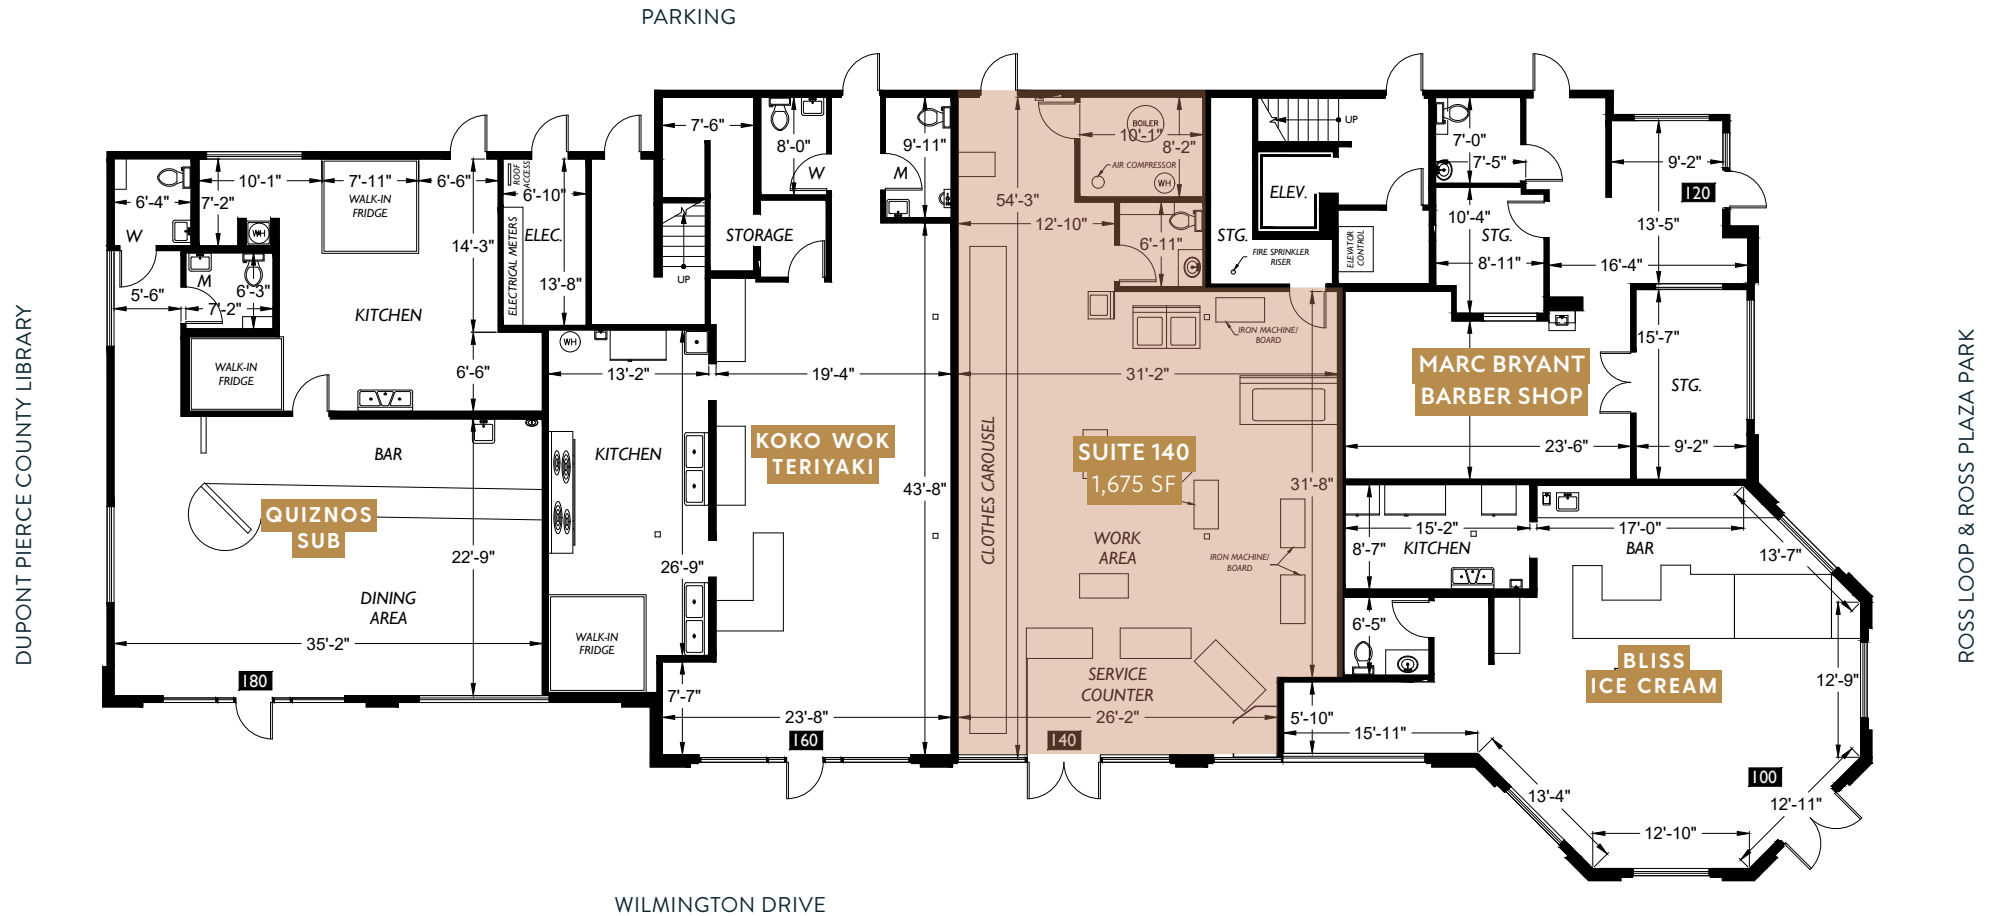 PARKING
DUPONT PIERCE COUNTY LIBRARY
6'-4"
W
10'-1"
7'-2"
WH
7'-11"
WALK-IN
FRIDGE
6'-6"
14'-3"
5'-6"
M
7'-2"
6'-3"
KITCHEN
WALK-IN
FRIDGE
6'-6"
BAR
QUIZNOS
SUB
22'-9"
DINING
AREA
35'-2"
180
ROOF
ACCESS
6'-10"
ELECTRICAL METERS
ELEC.
13'-8"
7'-6"
UP
STORAGE
8'-0"
W
9'-11"
M
WH
13'-2"
19'-4"
KITCHEN
KOKO WOK
TERIYAKI
43'-8"
26'-9"
WALK-IN
FRIDGE
7'-7"
23'-8"
160
54'-3"
BOILER
10'-1"
8'-2"
AIR COMPRESSOR
WH
12'-10"
6'-11"
IRON MACHINE/
BOARD
31'-2"
CLOTHES CAROUSEL
SUITE 140
1,675 SF
31'-8"
WORK
AREA
IRON MACHINE/
BOARD
SERVICE
COUNTER
26'-2"
140
UP
ELEV.
STG.
FIRE SPRINKLER
RISER
ELEVATOR
CONTROL
7'-0"
7'-5"
10'-4"
STG.
8'-11"
9'-2"
120
13'-5"
16'-4"
15'-7"
MARC BRYANT
BARBER SHOP
STG.
23'-6"
9'-2"
15'-2"
8'-7"
KITCHEN
17'-0"
BAR
13'-7"
6'-5"
BLISS
ICE CREAM
12'-9"
5'-10"
15'-11"
100
13'-4"
12'-11"
12'-10"
ROSS LOOP & ROSS PLAZA PARK
WILMINGTON DRIVE